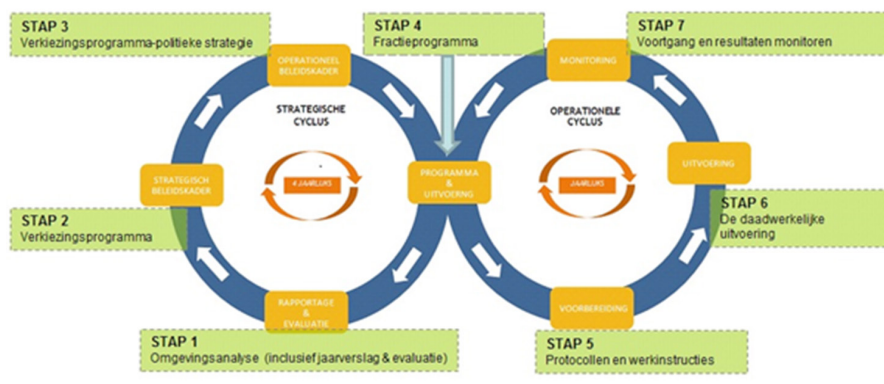 STAP 3
Verkiezingsprogramma-politieke strategie
STAP 4
Fractieprogramma
STAP 7
Voortgang en resultaten monitoren
OPERATIONEEL
BELEIDSKADER
MONITORING
STRATEGISCHE
CYCLUS
OPERATIONELE
CYCLUS
STRATEGISCH
BELEIDSKADER
4 JAARLIJKS
PROGRAMMA
&
UITVOERING
JAARLIJKS
UITVOERING
STAP 2
Verkiezingsprogramma
STAP 6
De daadwerkelijke
uitvoering
RAPPORTAGE
&
EVALUATIE
VOORBEREIDING
STAP 1
Omgevingsanalyse (inclusief jaarverslag & evaluatie)
STAP 5
Protocollen en werkinstructies